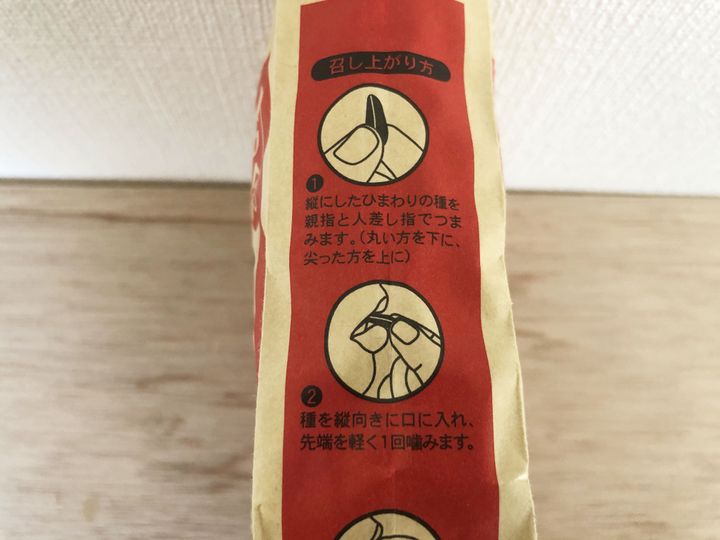 召し上がり方
❶
縦にしたひまわりの種を
親指と人差し指でつま
みます。(丸い方を下に、
尖った方を上に)
❷
種を縦向きに口に入れ、
先端を軽く1回噛みます。